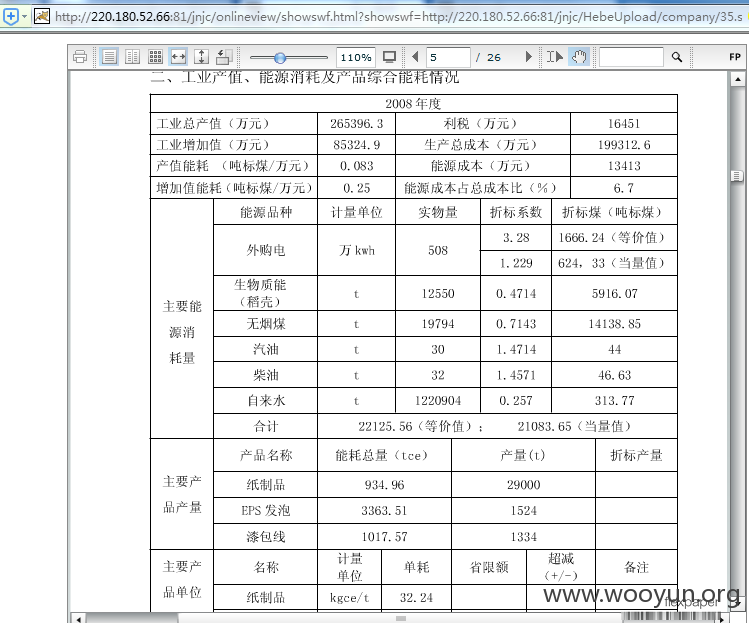 http://220.180.52.66:81/jnjc/onlineview/showswf.html?showswf=http://220.180.52.66:81/jnjc/HebeUpload/company/35.s
110% 5 / 26 FP
二、工业产值、能源消耗及产品综合能耗情况
2008 年度
工业总产值（万元） 265396.3 利税（万元） 16451
工业增加值（万元） 85324.9 生产总成本（万元） 199312.6
产值能耗 （吨标煤/万元） 0.083 能源成本（万元） 13413
增加值能耗（吨标煤/万元） 0.25 能源成本占总成本比（%） 6.7
主要能源消耗量
能源品种 计量单位 实物量 折标系数 折标煤（吨标煤）
外购电 万 kwh 508 3.28 1666.24（等价值）
1.229 624，33（当量值）
生物质能（稻壳） t 12550 0.4714 5916.07
无烟煤 t 19794 0.7143 14138.85
汽油 t 30 1.4714 44
柴油 t 32 1.4571 46.63
自来水 t 1220904 0.257 313.77
合计 22125.56（等价值）； 21083.65（当量值）
主要产品产量
产品名称 能耗总量（tce） 产量(t) 折标产量
纸制品 934.96 29000
EPS 发泡 3363.51 1524
漆包线 1017.57 1334
主要产品单位
名称 计量单位 单耗 省限额 超减（+/-） 备注
纸制品 kgce/t 32.24
www.wooyun.org
flexpaper